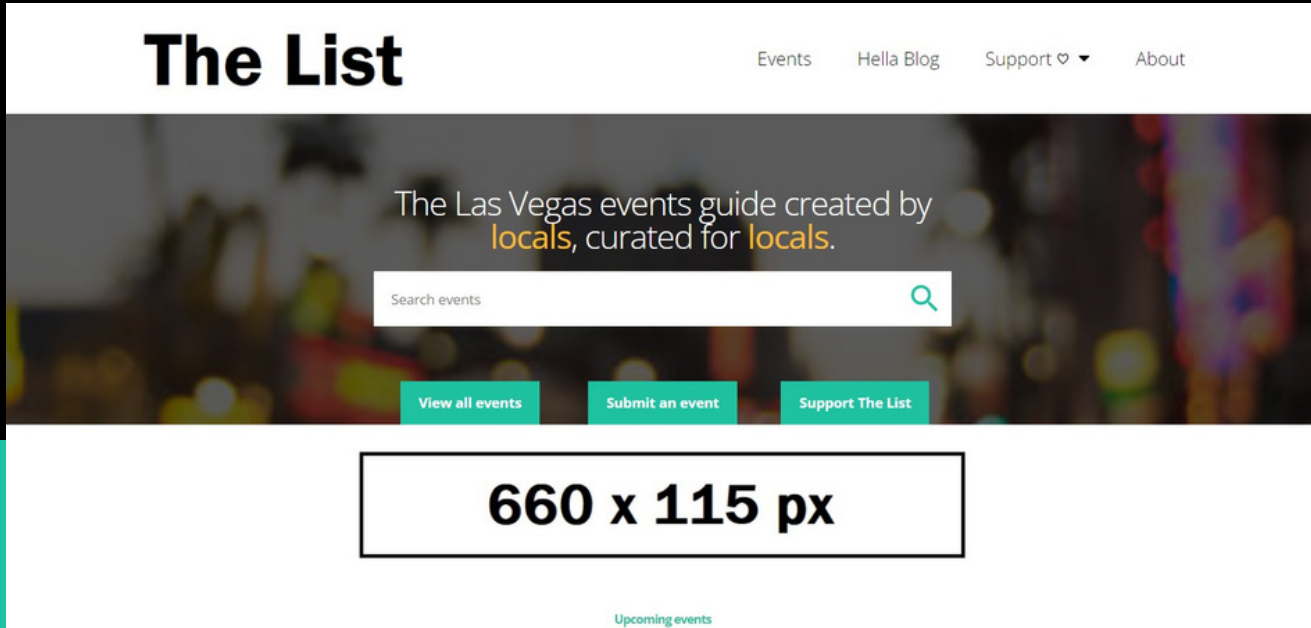 The List
Events Hella Blog Support ♡ ▼ About
The Las Vegas events guide created by
locals, curated for locals.
Search events
View all events Submit an event Support The List
660 x 115 px
Upcoming events